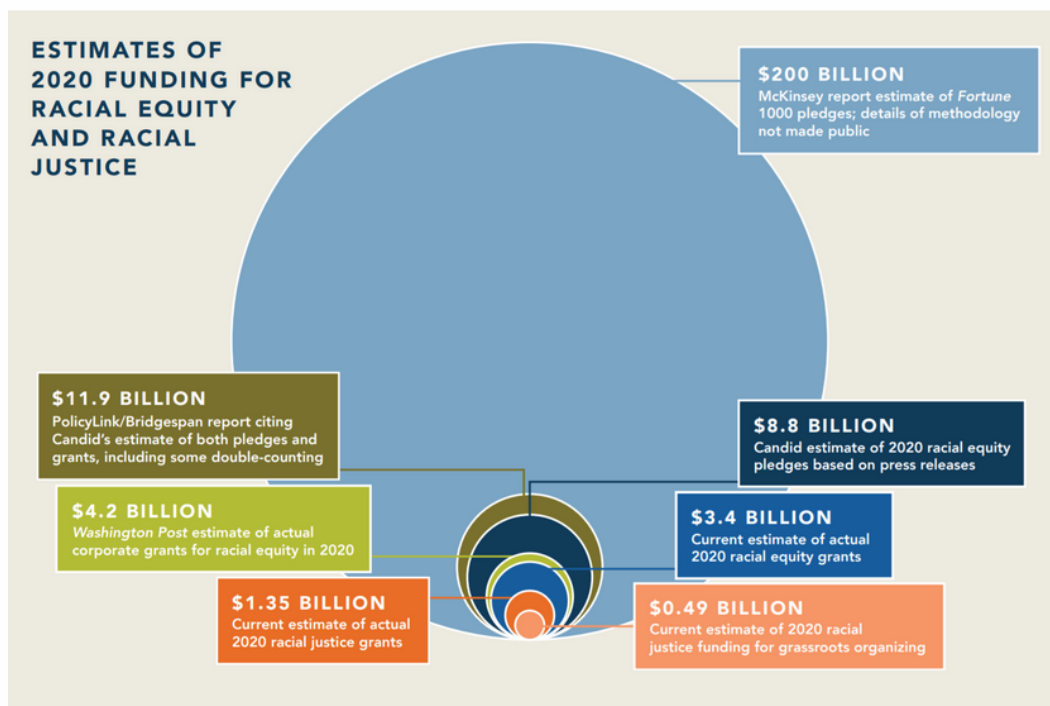 ESTIMATES OF
2020 FUNDING FOR
RACIAL EQUITY
AND RACIAL
JUSTICE
$200 BILLION
McKinsey report estimate of Fortune
1000 pledges; details of methodology
not made public
$11.9 BILLION
PolicyLink/Bridgespan report citing
Candid's estimate of both pledges and
grants, including some double-counting
$8.8 BILLION
Candid estimate of 2020 racial equity
pledges based on press releases
$4.2 BILLION
Washington Post estimate of actual
corporate grants for racial equity in 2020
$3.4 BILLION
Current estimate of actual
2020 racial equity grants
$1.35 BILLION
Current estimate of actual
2020 racial justice grants
$0.49 BILLION
Current estimate of 2020 racial
justice funding for grassroots organizing